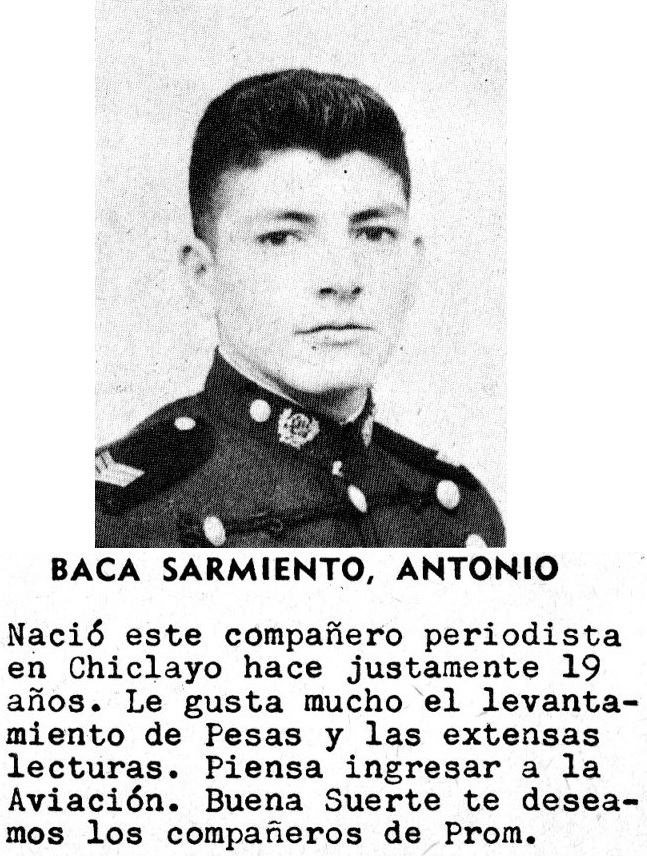 BACA SARMIENTO, ANTONIO
Nació este compañero periodista
en Chiclayo hace justamente 19
años. Le gusta mucho el levanta-
miento de Pesas y las extensas
lecturas. Piensa ingresar a la
Aviación. Buena Suerte te desea-
mos los compañeros de Prom.